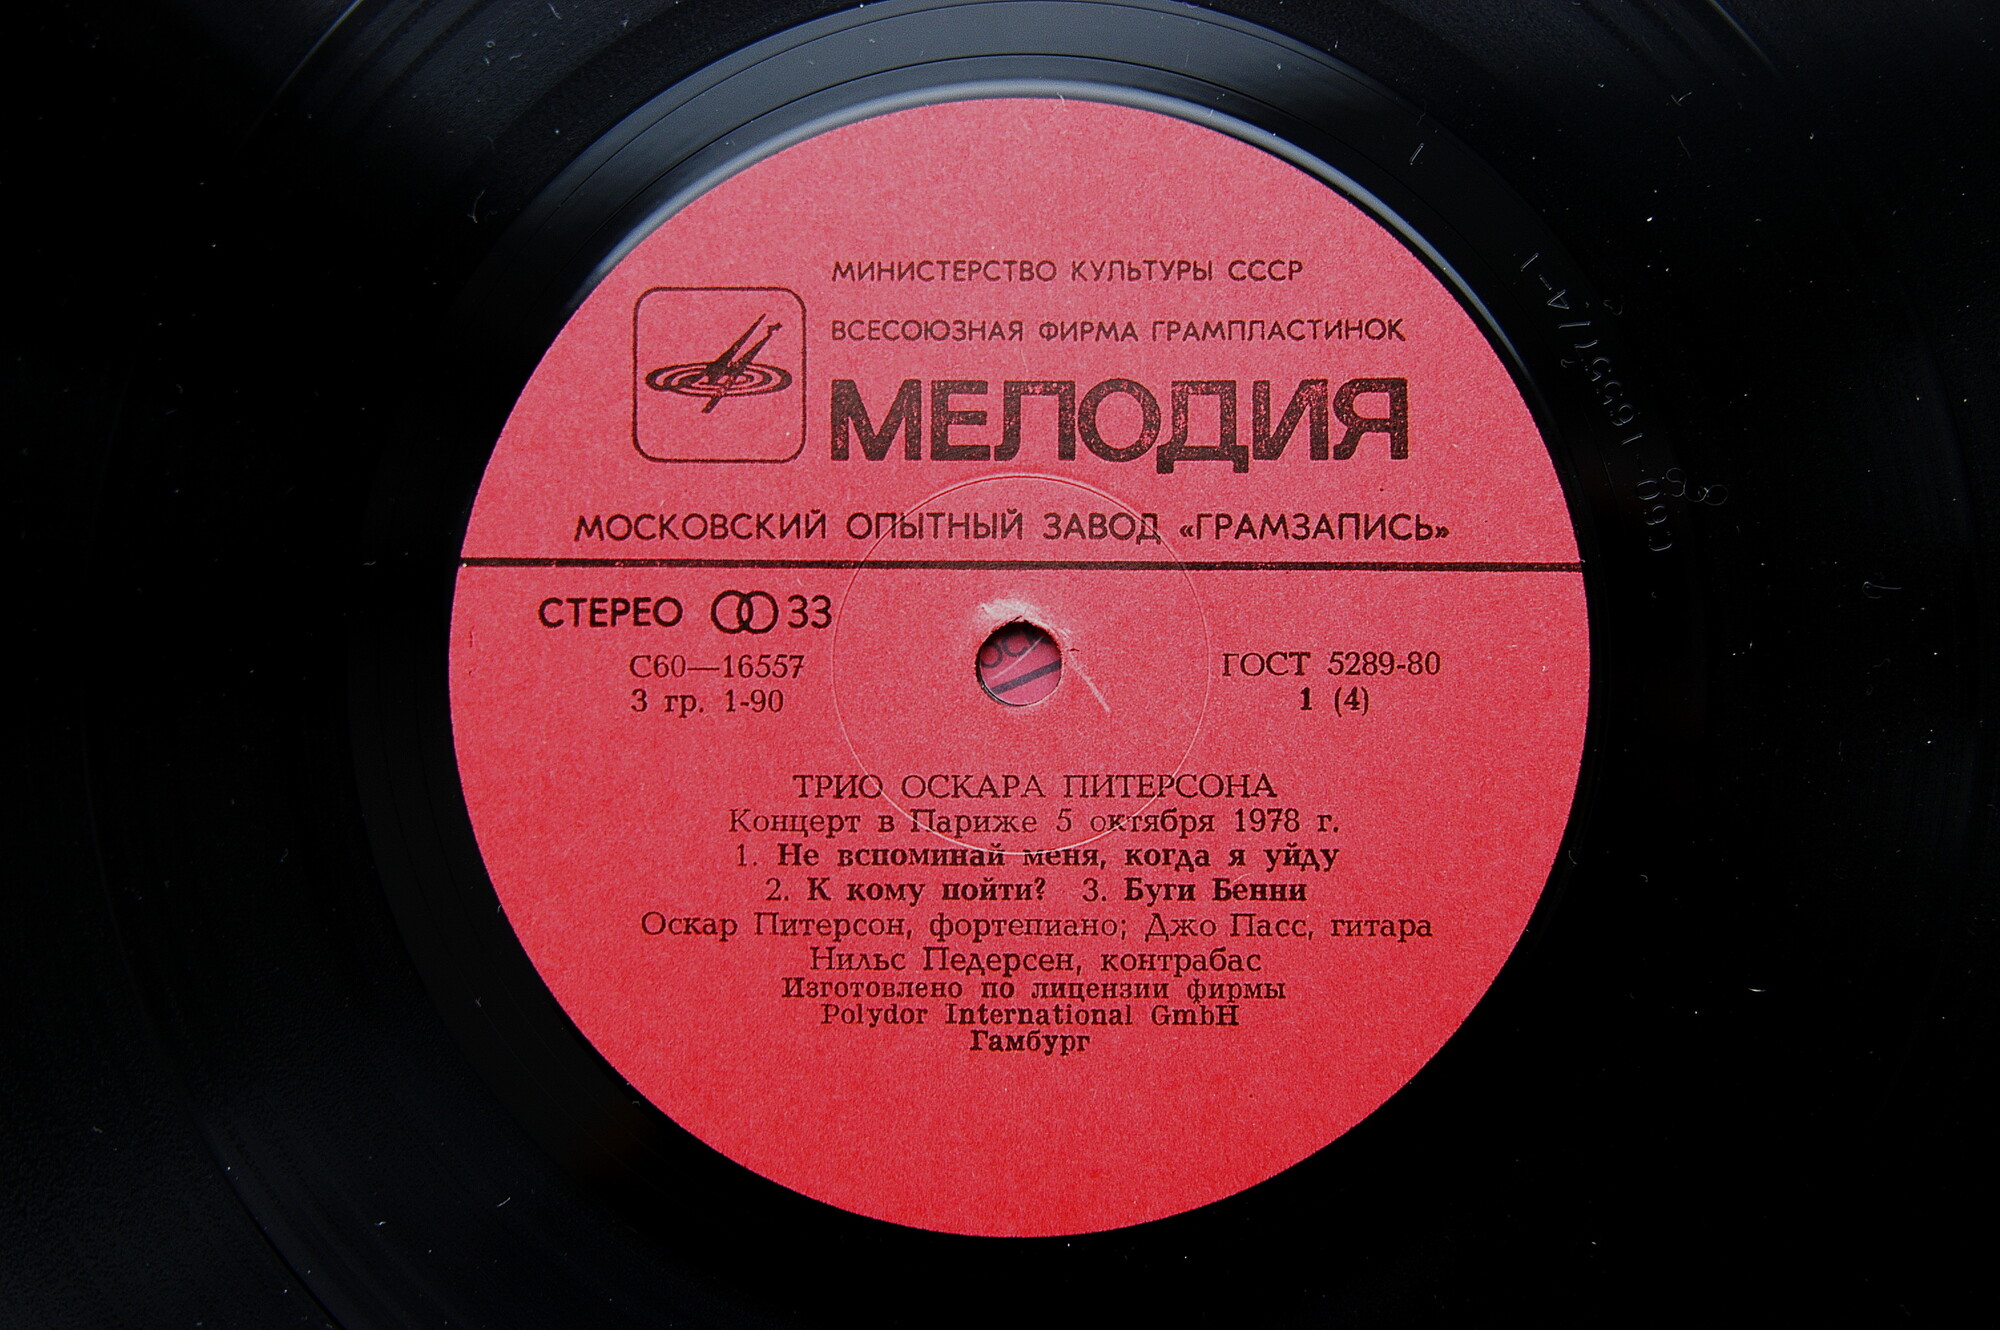 МИНИСТЕРСТВО КУЛЬТУРЫ СССР
ВСЕСОЮЗНАЯ ФИРМА ГРАМПЛАСТИНОК
МЕЛОДИЯ
МОСКОВСКИЙ ОПЫТНЫЙ ЗАВОД «ГРАМЗАПИСЬ»
СТЕРЕО 33
С60—16557
3 гр. 1-90
ГОСТ 5289-80
1 (4)
ТРИО ОСКАРА ПИТЕРСОНА
Концерт в Париже 5 октября 1978 г.
1. Не вспоминай меня, когда я уйду
2. К кому пойти? 3. Буги Бенни
Оскар Питерсон, фортепиано; Джо Пасс, гитара
Нильс Педерсен, контрабас
Изготовлено по лицензии фирмы
Polydor International GmbH
Гамбург